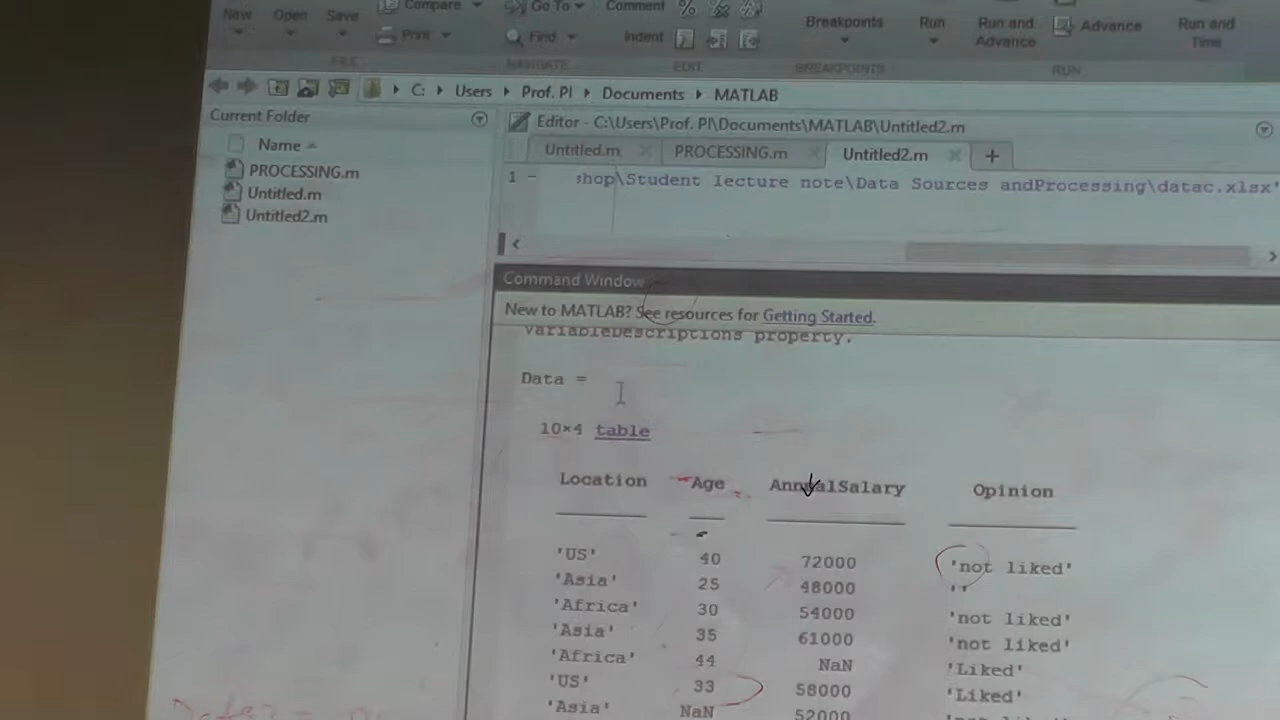 New Open Save Compare Go To Comment Breakpoints Run Run and Advance Advance Run and Time
Print Find Indent
FILE NAVIGATE EDIT BREAKPOINTS RUN
C: Users Prof. PI Documents MATLAB
Current Folder
Name
PROCESSING.m
Untitled.m
Untitled2.m
Editor - C:\Users\Prof. PI\Documents\MATLAB\Untitled2.m
Untitled.m PROCESSING.m Untitled2.m +
1 - shop\Student lecture note\Data Sources andProcessing\datac.xlsx'
Command Window
New to MATLAB? See resources for Getting Started.
VariableDescriptions property.
Data =
10×4 table
Location Age AnnualSalary Opinion
'US' 40 72000 'not liked'
'Asia' 25 48000 ''
'Africa' 30 54000 'not liked'
'Asia' 35 61000 'not liked'
'Africa' 44 NaN 'Liked'
'US' 33 58000 'Liked'
'Asia' NaN 52000